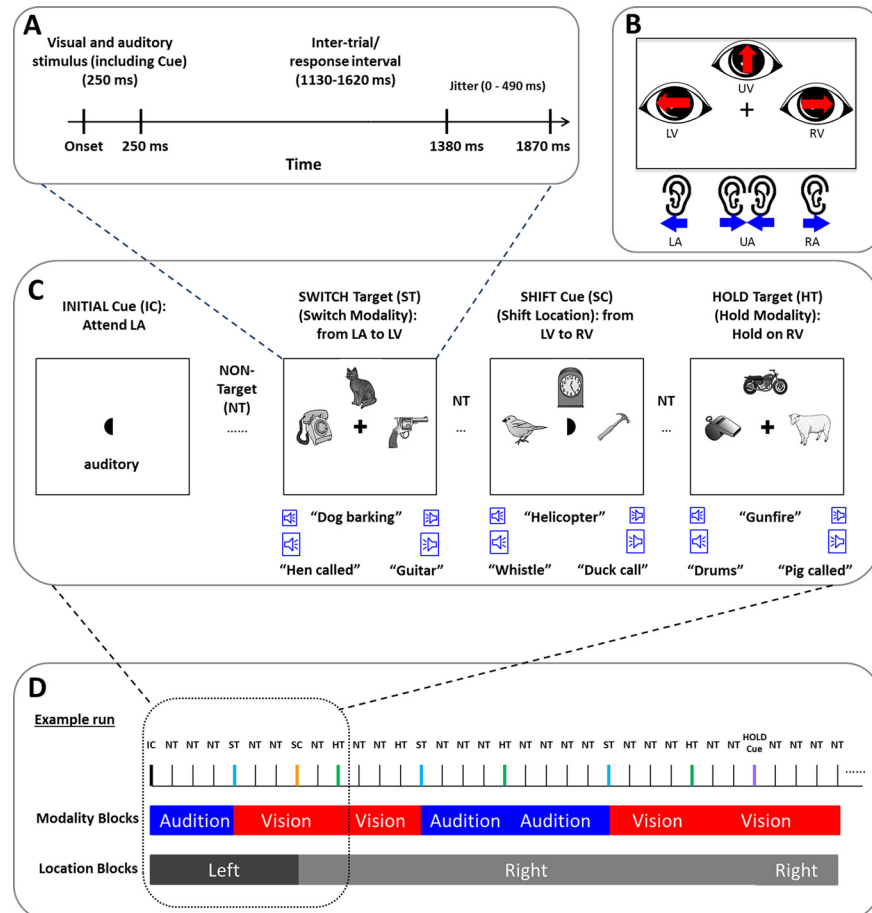 A
Visual and auditory
stimulus (including Cue)
(250 ms)
Inter-trial/
response interval
(1130-1620 ms)
Jitter (0 - 490 ms)
Onset
250 ms
1380 ms
1870 ms
Time
B
UV
LV
+
RV
LA
UA
RA
C
INITIAL Cue (IC):
Attend LA
auditory
NON-
Target
(NT)
......
SWITCH Target (ST)
(Switch Modality):
from LA to LV
+
“Dog barking”
“Hen called”
“Guitar”
NT
...
SHIFT Cue (SC)
(Shift Location): from
LV to RV
“Helicopter”
“Whistle”
“Duck call”
NT
...
HOLD Target (HT)
(Hold Modality):
Hold on RV
+
“Gunfire”
“Drums”
“Pig called”
D
Example run
IC NT NT NT ST NT NT SC NT HT NT NT HT ST NT NT NT HT NT NT NT NT ST NT NT NT HT NT NT HOLD Cue NT NT NT NT
......
Modality Blocks
Audition Vision Vision Audition Audition Vision Vision
Location Blocks
Left Right Right